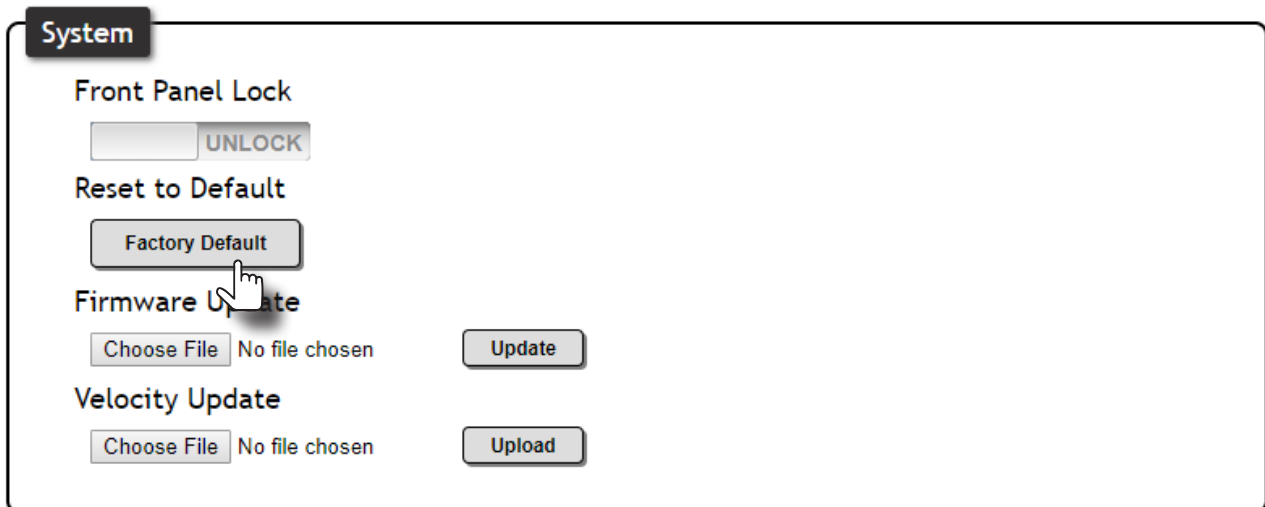 System
Front Panel Lock
UNLOCK
Reset to Default
Factory Default
Firmware Update
Choose File No file chosen Update
Velocity Update
Choose File No file chosen Upload